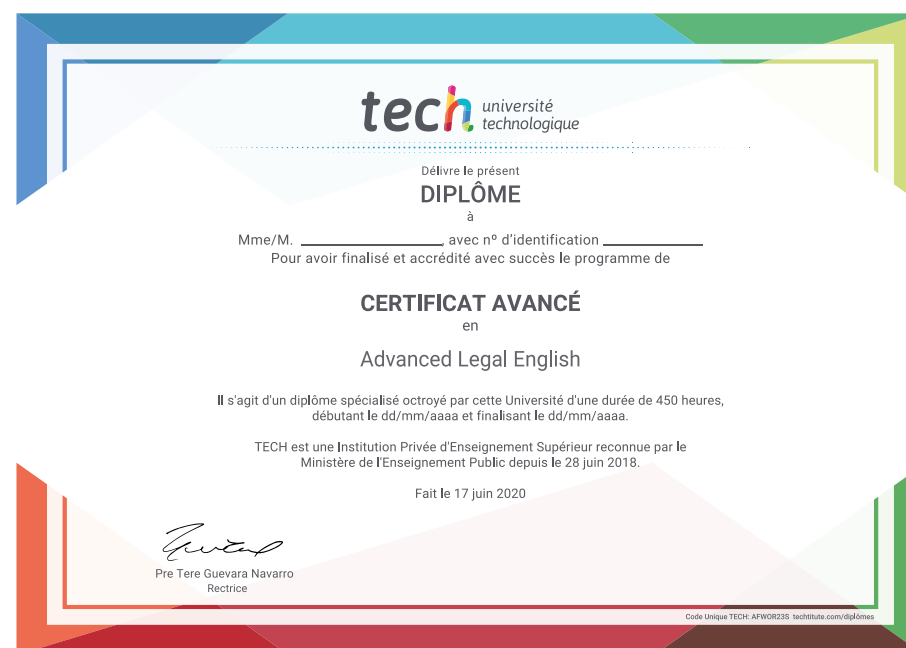 tech université
technologique
Délivre le présent
DIPLÔME
à
Mme/M. ____________________, avec nº d'identification ______________
Pour avoir finalisé et accrédité avec succès le programme de
CERTIFICAT AVANCÉ
en
Advanced Legal English
Il s'agit d'un diplôme spécialisé octroyé par cette Université d'une durée de 450 heures,
débutant le dd/mm/aaaa et finalisant le dd/mm/aaaa.
TECH est une Institution Privée d'Enseignement Supérieur reconnue par le
Ministère de l'Enseignement Public depuis le 28 juin 2018.
Fait le 17 juin 2020
Pre Tere Guevara Navarro
Rectrice
Code Unique TECH: AFWOR23S techtitute.com/diplômes